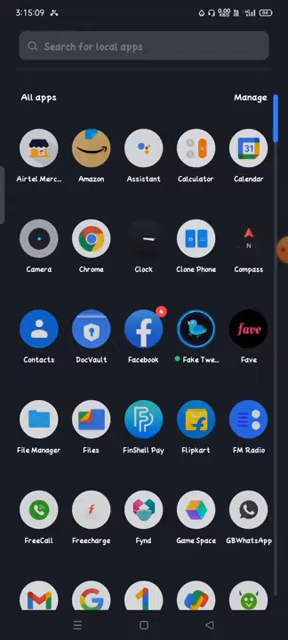 3:15:09
Search for local apps
All apps
Manage
Airtel Merc...
Amazon
Assistant
Calculator
Calendar
31
Camera
Chrome
Clock
Clone Phone
Compass
N
Contacts
DocVault
Facebook
Fake Twe...
Fave
fave
File Manager
Files
FinShell Pay
Flipkart
FM Radio
FreeCall
Freecharge
Fynd
Game Space
GBWhatsApp